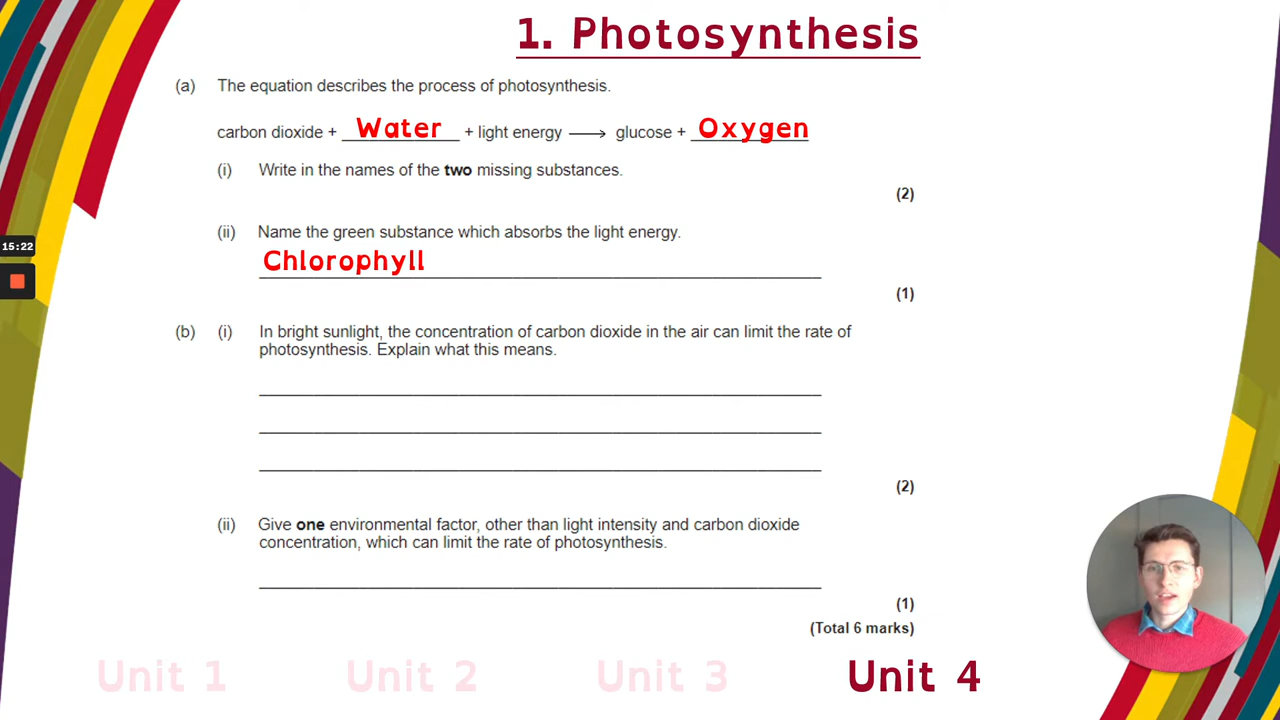 1. Photosynthesis
(a) The equation describes the process of photosynthesis.
carbon dioxide + Water + light energy ⟶ glucose + Oxygen
(i) Write in the names of the two missing substances.
(2)
(ii) Name the green substance which absorbs the light energy.
15:22
Chlorophyll
(1)
(b) (i) In bright sunlight, the concentration of carbon dioxide in the air can limit the rate of
photosynthesis. Explain what this means.
(2)
(ii) Give one environmental factor, other than light intensity and carbon dioxide
concentration, which can limit the rate of photosynthesis.
(1)
(Total 6 marks)
Unit 1 Unit 2 Unit 3 Unit 4